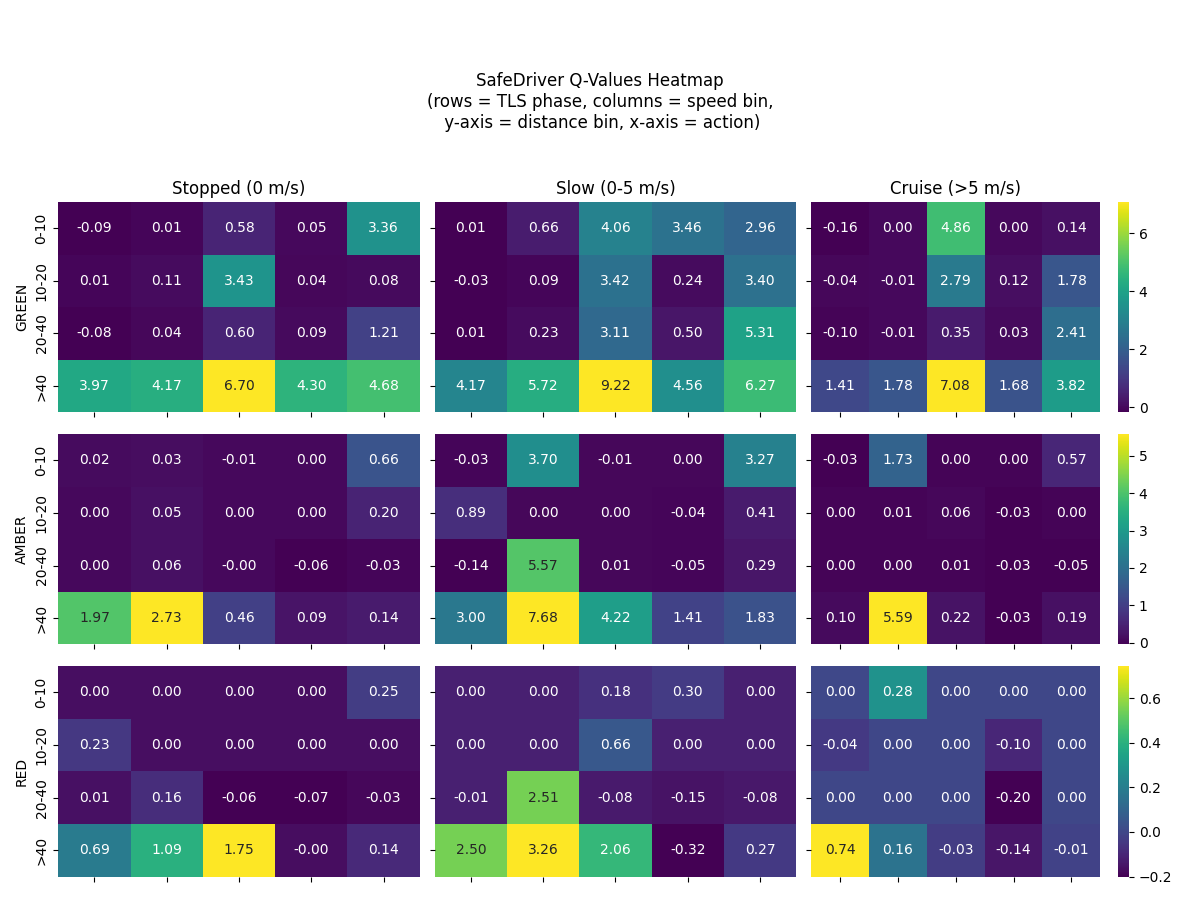 SafeDriver Q-Values Heatmap
(rows = TLS phase, columns = speed bin,
y-axis = distance bin, x-axis = action)
Stopped (0 m/s) Slow (0-5 m/s) Cruise (>5 m/s)
GREEN
0-10 -0.09 0.01 0.58 0.05 3.36 0.01 0.66 4.06 3.46 2.96 -0.16 0.00 4.86 0.00 0.14
10-20 0.01 0.11 3.43 0.04 0.08 -0.03 0.09 3.42 0.24 3.40 -0.04 -0.01 2.79 0.12 1.78
20-40 -0.08 0.04 0.60 0.09 1.21 0.01 0.23 3.11 0.50 5.31 -0.10 -0.01 0.35 0.03 2.41
>40 3.97 4.17 6.70 4.30 4.68 4.17 5.72 9.22 4.56 6.27 1.41 1.78 7.08 1.68 3.82
6
4
2
0
AMBER
0-10 0.02 0.03 -0.01 0.00 0.66 -0.03 3.70 -0.01 0.00 3.27 -0.03 1.73 0.00 0.00 0.57
10-20 0.00 0.05 0.00 0.00 0.20 0.89 0.00 0.00 -0.04 0.41 0.00 0.01 0.06 -0.03 0.00
20-40 0.00 0.06 -0.00 -0.06 -0.03 -0.14 5.57 0.01 -0.05 0.29 0.00 0.00 0.01 -0.03 -0.05
>40 1.97 2.73 0.46 0.09 0.14 3.00 7.68 4.22 1.41 1.83 0.10 5.59 0.22 -0.03 0.19
5
4
3
2
1
0
RED
0-10 0.00 0.00 0.00 0.00 0.25 0.00 0.00 0.18 0.30 0.00 0.00 0.28 0.00 0.00 0.00
10-20 0.23 0.00 0.00 0.00 0.00 0.00 0.00 0.66 0.00 0.00 -0.04 0.00 0.00 -0.10 0.00
20-40 0.01 0.16 -0.06 -0.07 -0.03 -0.01 2.51 -0.08 -0.15 -0.08 0.00 0.00 0.00 -0.20 0.00
>40 0.69 1.09 1.75 -0.00 0.14 2.50 3.26 2.06 -0.32 0.27 0.74 0.16 -0.03 -0.14 -0.01
0.6
0.4
0.2
0.0
−0.2